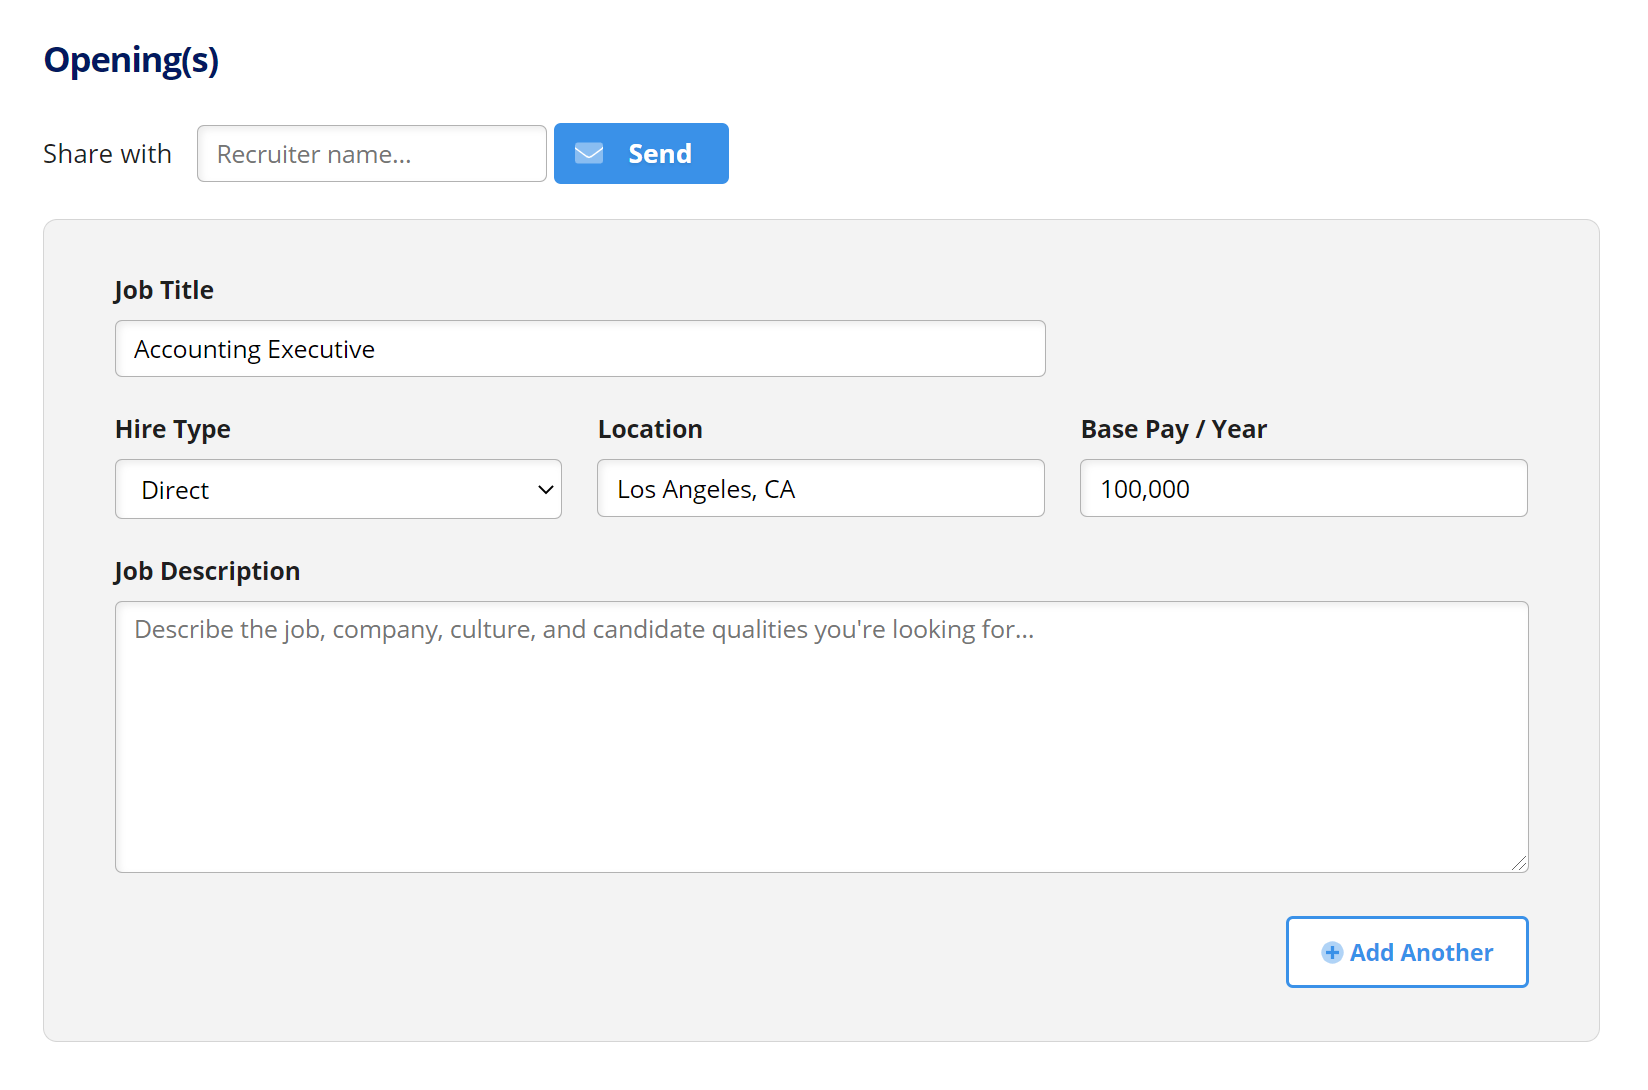 Opening(s)
Share with
Recruiter name...
Send
Job Title
Accounting Executive
Hire Type
Location
Base Pay / Year
Direct
Los Angeles, CA
100,000
Job Description
Describe the job, company, culture, and candidate qualities you're looking for...
Add Another